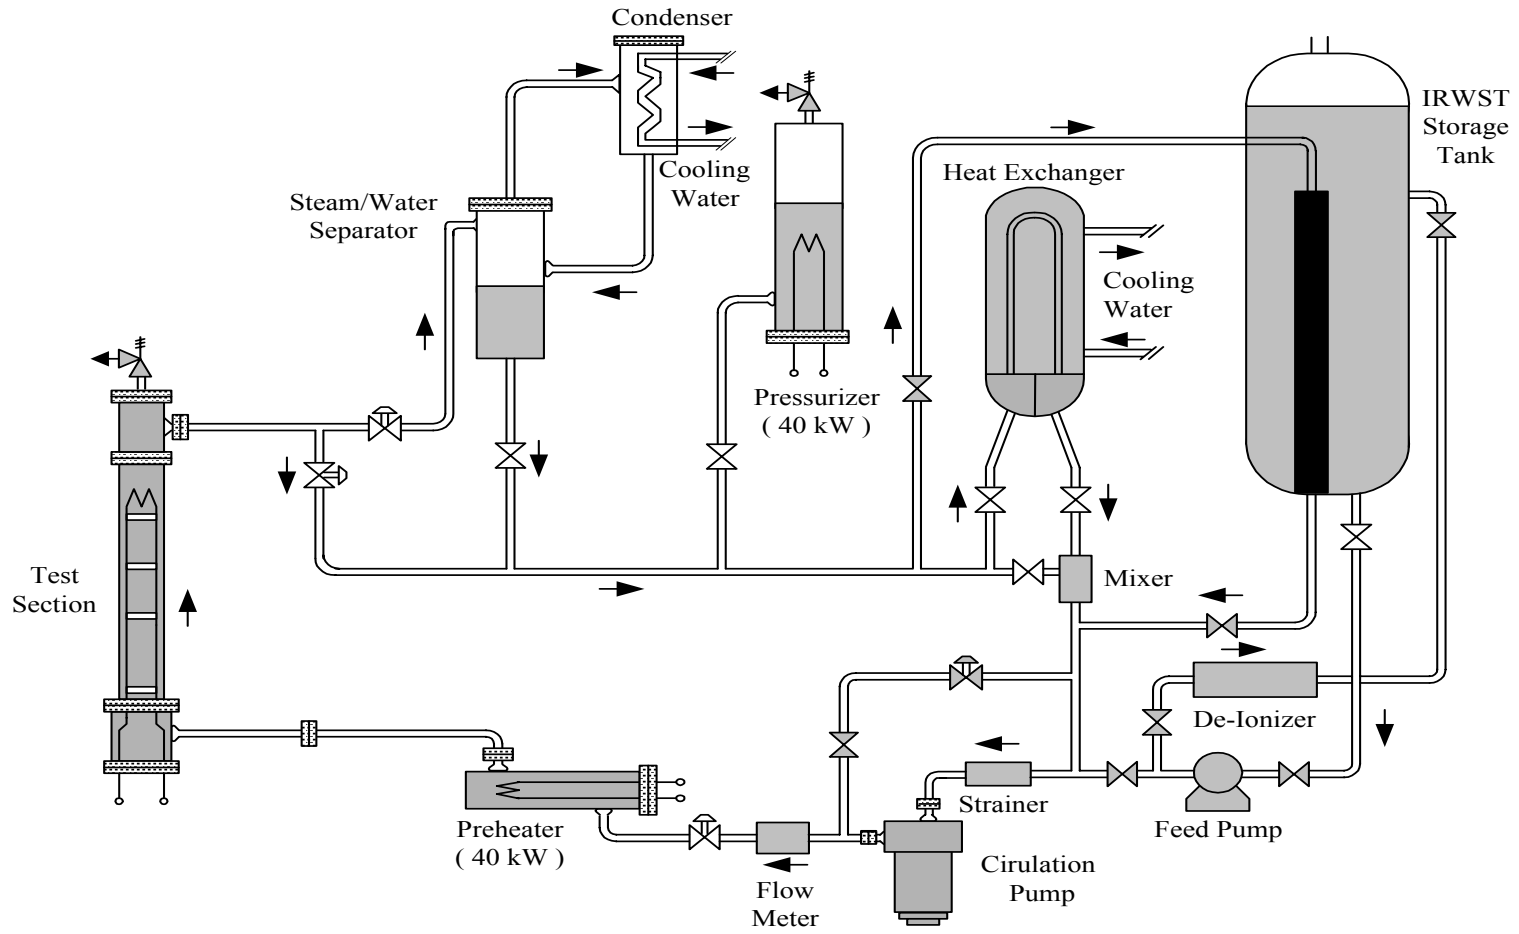 Condenser
IRWST
Storage
Tank
Cooling
Water
Heat Exchanger
Steam/Water
Separator
Cooling
Water
Pressurizer
( 40 kW )
Test
Section
Mixer
De-Ionizer
Strainer
Feed Pump
Preheater
( 40 kW )
Cirulation
Pump
Flow
Meter